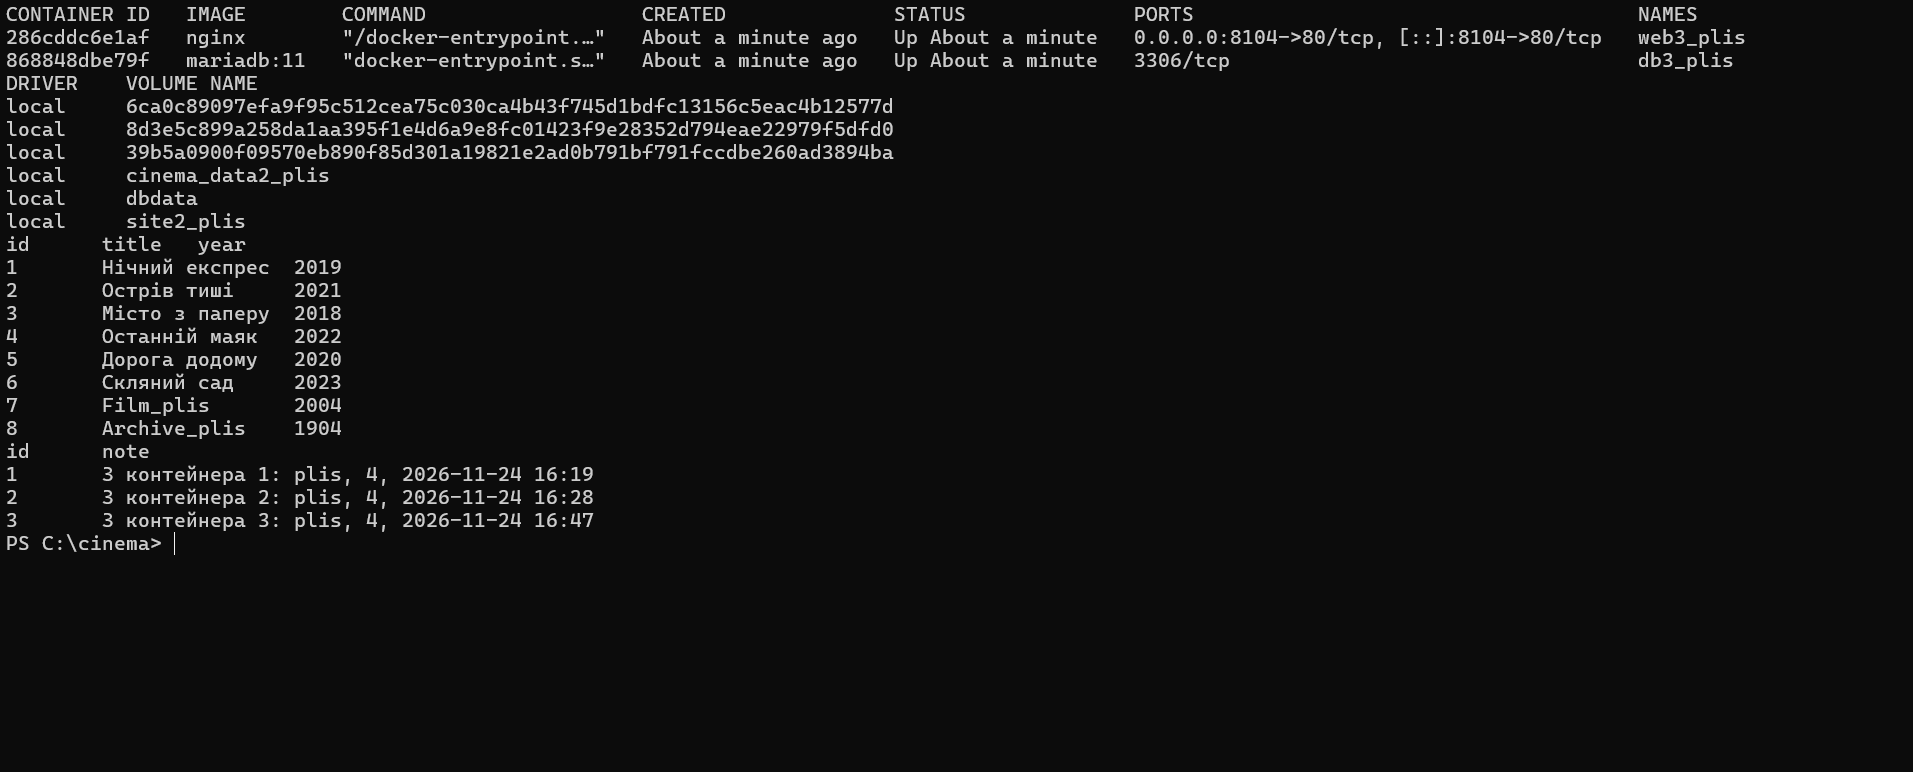 CONTAINER ID   IMAGE        COMMAND                  CREATED              STATUS              PORTS                                     NAMES
286cddc6e1af   nginx        "/docker-entrypoint.…"   About a minute ago   Up About a minute   0.0.0.0:8104->80/tcp, [::]:8104->80/tcp   web3_plis
868848dbe79f   mariadb:11   "docker-entrypoint.s…"   About a minute ago   Up About a minute   3306/tcp                                  db3_plis
DRIVER    VOLUME NAME
local     6ca0c89097efa9f95c512cea75c030ca4b43f745d1bdfc13156c5eac4b12577d
local     8d3e5c899a258da1aa395f1e4d6a9e8fc01423f9e28352d794eae22979f5dfd0
local     39b5a0900f09570eb890f85d301a19821e2ad0b791bf791fccdbe260ad3894ba
local     cinema_data2_plis
local     dbdata
local     site2_plis
id      title   year
1       Нічний експрес  2019
2       Острів тиші     2021
3       Місто з паперу  2018
4       Останній маяк   2022
5       Дорога додому   2020
6       Скляний сад     2023
7       Film_plis       2004
8       Archive_plis    1904
id      note
1       З контейнера 1: plis, 4, 2026-11-24 16:19
2       З контейнера 2: plis, 4, 2026-11-24 16:28
3       З контейнера 3: plis, 4, 2026-11-24 16:47
PS C:\cinema>